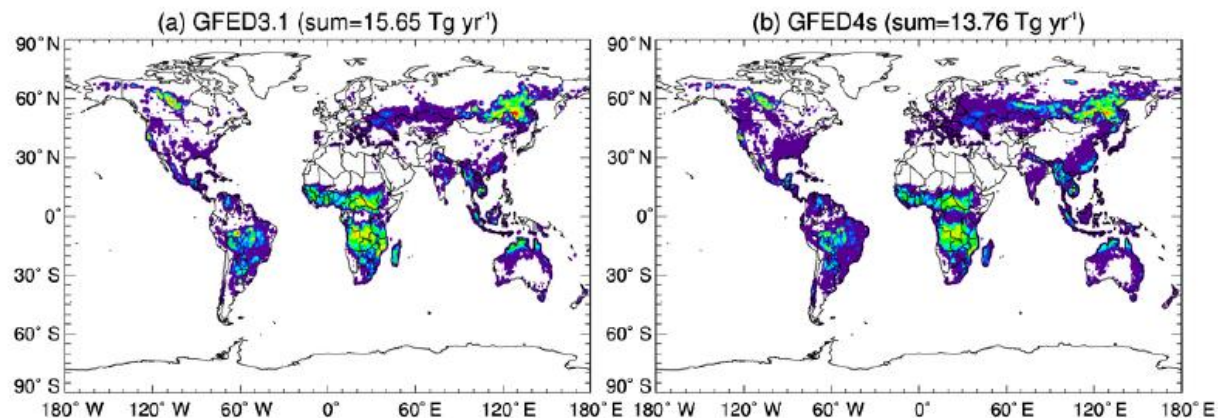 (a) GFED3.1 (sum=15.65 Tg yr⁻¹) (b) GFED4s (sum=13.76 Tg yr⁻¹)
90° N 90° N
60° N 60° N
30° N 30° N
0° 0°
30° S 30° S
60° S 60° S
90° S 90° S
180° W 120° W 60° W 0° 60° E 120° E 180° E 180° W 120° W 60° W 0° 60° E 120° E 180° E